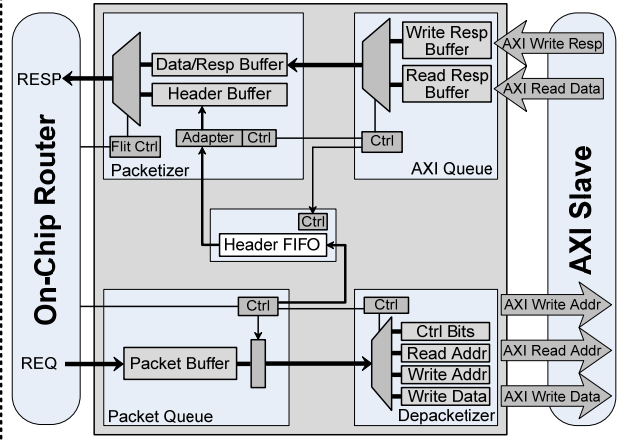 On-Chip Router
RESP
REQ
Data/Resp Buffer
Header Buffer
Adapter
Ctrl
Flit Ctrl
Packetizer
Write Resp
Buffer
Read Resp
Buffer
Ctrl
AXI Queue
AXI Write Resp
AXI Read Data
Ctrl
Header FIFO
Ctrl
Packet Buffer
Packet Queue
Ctrl
Ctrl Bits
Read Addr
Write Addr
Write Data
Depacketizer
AXI Slave
AXI Write Addr
AXI Read Addr
AXI Write Data